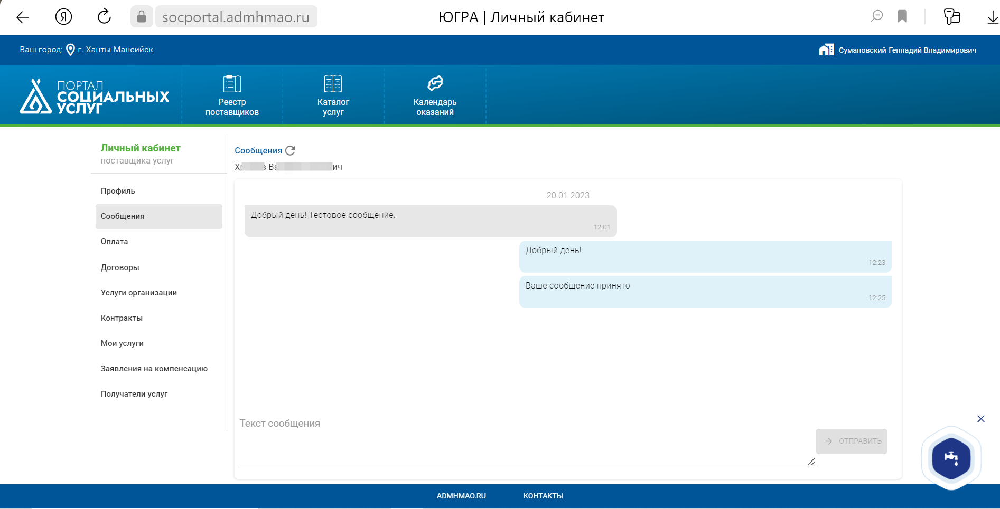 socportal.admhmao.ru
ЮГРА | Личный кабинет
Ваш город: г. Ханты-Мансийск
Сумановский Геннадий Владимирович
ПОРТАЛ
СОЦИАЛЬНЫХ
УСЛУГ
Реестр
поставщиков
Каталог
услуг
Календарь
оказаний
Личный кабинет
поставщика услуг
Профиль
Сообщения
Оплата
Договоры
Услуги организации
Контракты
Мои услуги
Заявления на компенсацию
Получатели услуг
Сообщения
20.01.2023
Добрый день! Тестовое сообщение.
12:01
Добрый день!
12:23
Ваше сообщение принято
12:25
Текст сообщения
ОТПРАВИТЬ
ADMHMAO.RU
КОНТАКТЫ